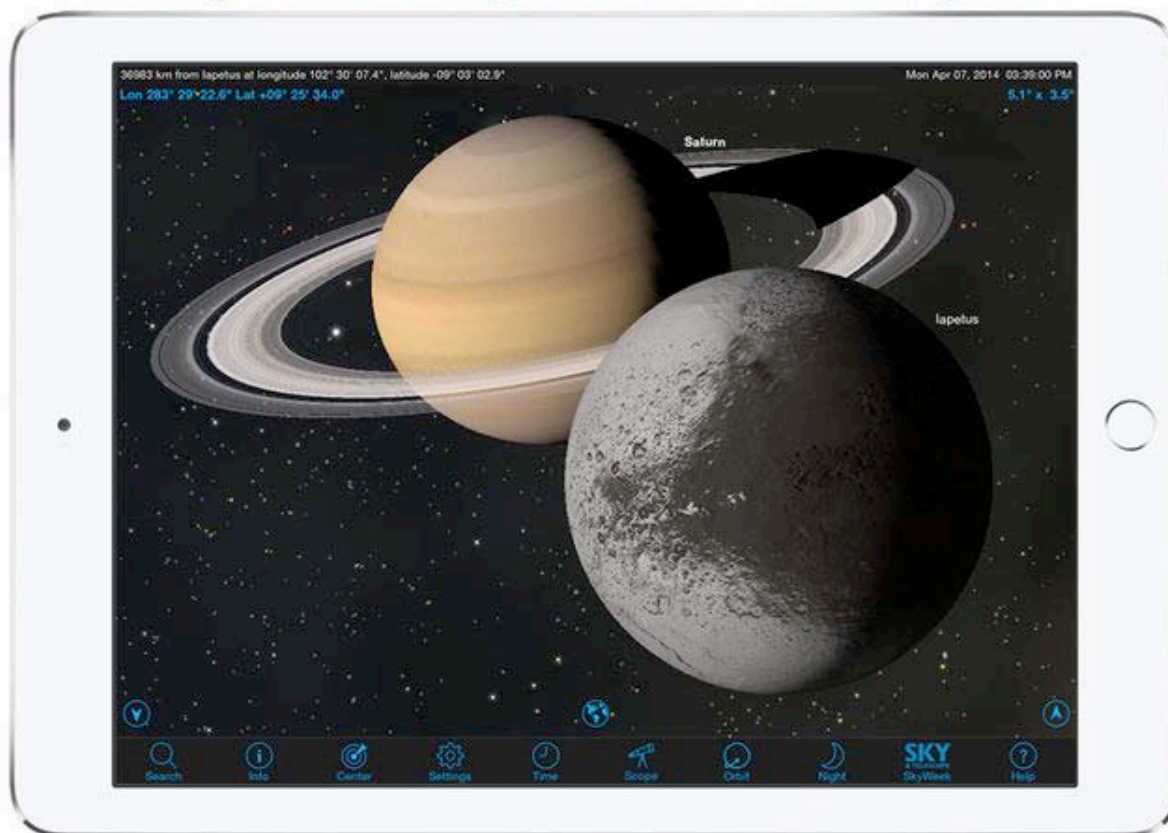 36983 km from Iapetus at longitude 102° 30' 07.4", latitude -09° 03' 02.9"
Mon Apr 07, 2014 03:39:00 PM
Lon 283° 29' 22.6" Lat +09° 25' 34.0"
5.1° x 3.5°
Saturn
Iapetus
Search
Info
Center
Settings
Time
Scope
Orbit
Night
SKY
& TELESCOPE
SkyWeek
Help